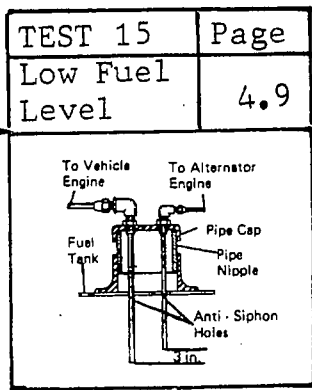 TEST 15
Page
Low Fuel
Level
4.9
To Vehicle
Engine
To Alternator
Engine
Fuel
Tank
Pipe Cap
Pipe
Nipple
Anti - Siphon
Holes
3 in.